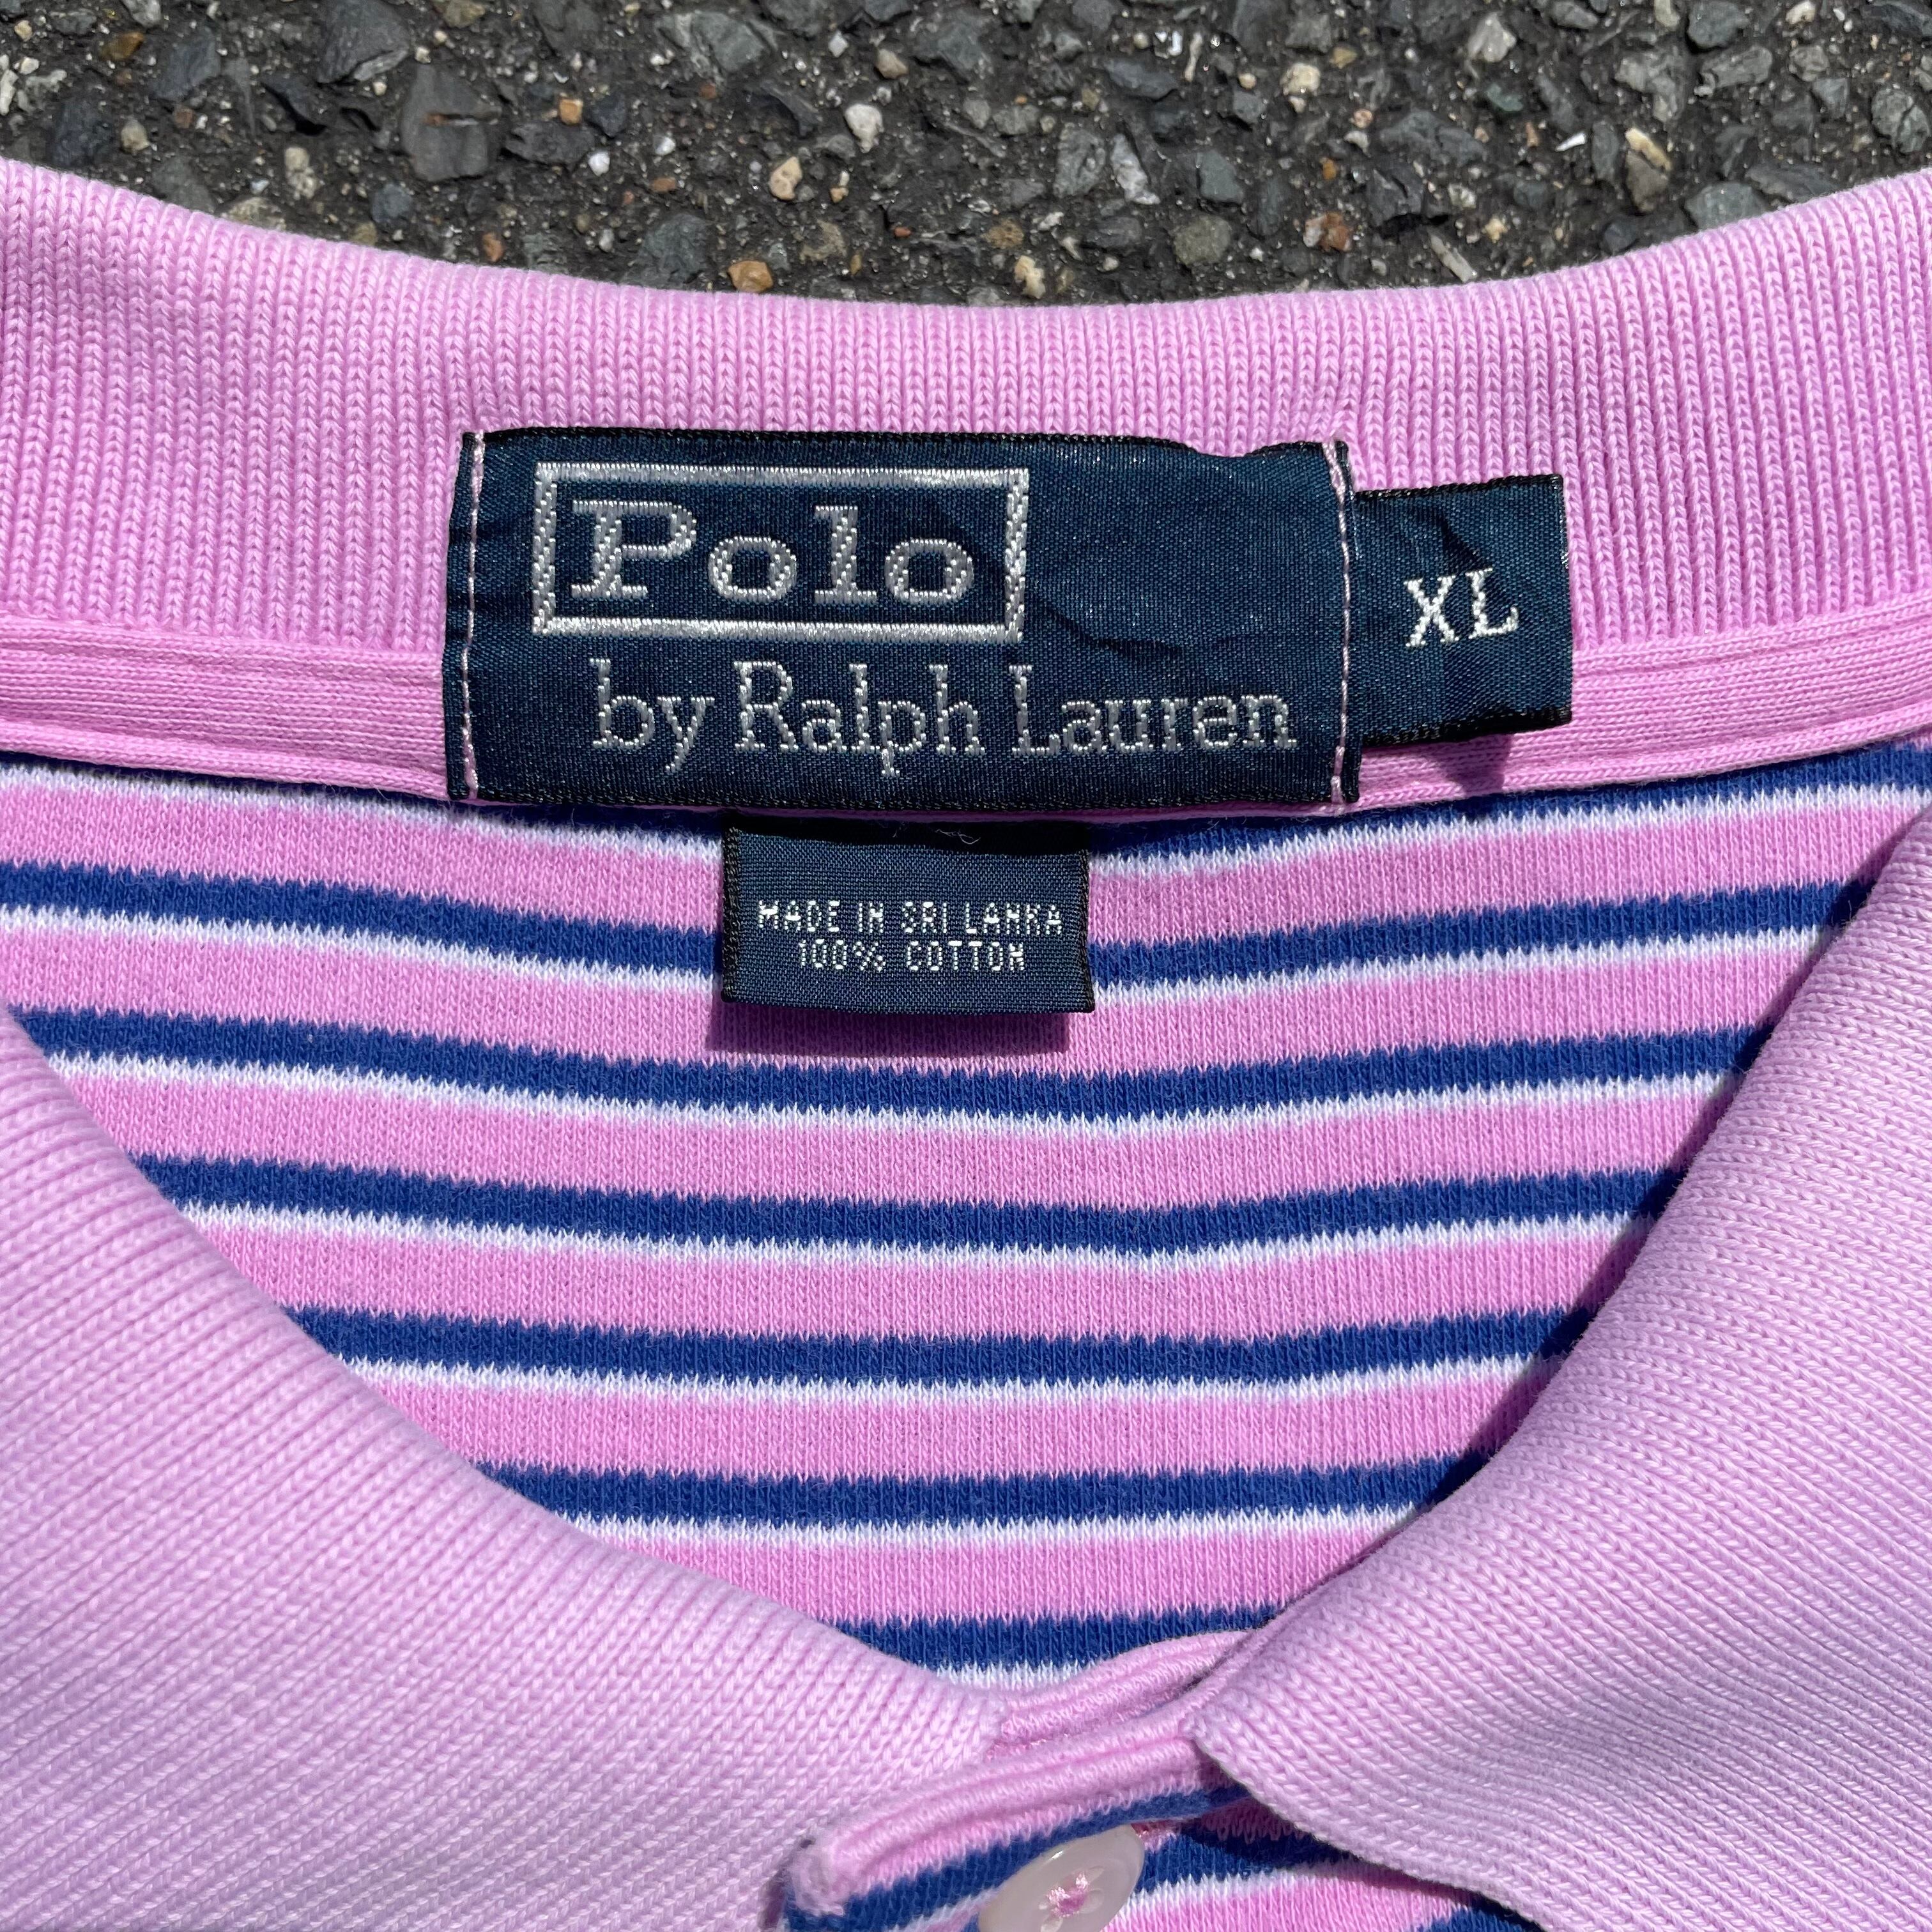 Polo
by Ralph Lauren
XL
MADE IN SRI LANKA
100% COTTON